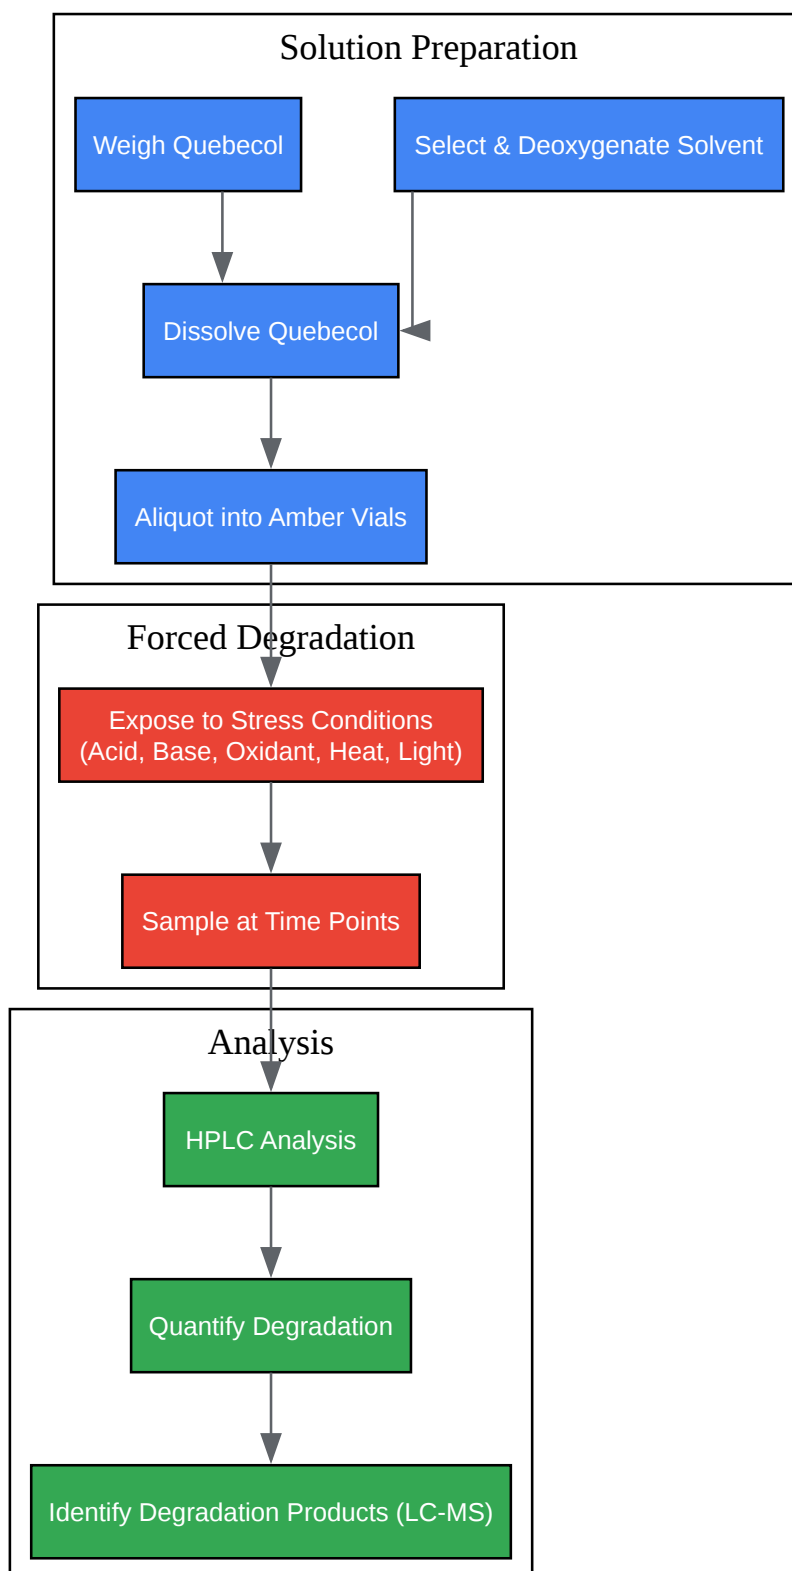 Solution Preparation
Weigh Quebecol
Select & Deoxygenate Solvent
Dissolve Quebecol
Aliquot into Amber Vials
Forced Degradation
Expose to Stress Conditions
(Acid, Base, Oxidant, Heat, Light)
Sample at Time Points
Analysis
HPLC Analysis
Quantify Degradation
Identify Degradation Products (LC-MS)